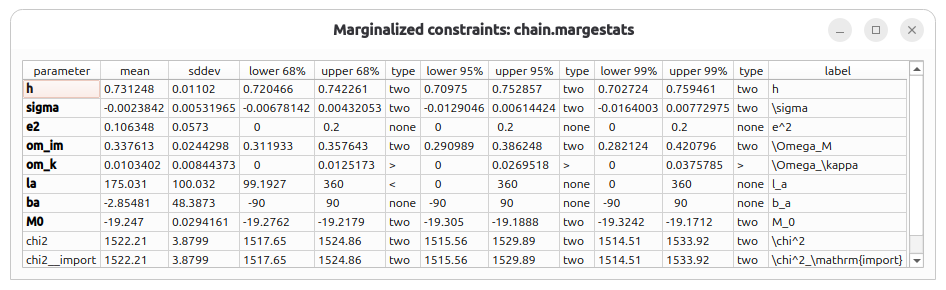 Marginalized constraints: chain.margestats
parameter mean sddev lower 68% upper 68% type lower 95% upper 95% type lower 99% upper 99% type label
h 0.731248 0.01102 0.720466 0.742261 two 0.70975 0.752857 two 0.702724 0.759461 two h
sigma -0.0023842 0.00531965 -0.00678142 0.00432053 two -0.0129046 0.00614424 two -0.0164003 0.00772975 two \sigma
e2 0.106348 0.0573 0 0.2 none 0 0.2 none 0 0.2 none e^2
om_im 0.337613 0.0244298 0.311933 0.357643 two 0.290989 0.386248 two 0.282124 0.420796 two \Omega_M
om_k 0.0103402 0.00844373 0 0.0125173 > 0 0.0269518 > 0 0.0375785 > \Omega_\kappa
la 175.031 100.032 99.1927 360 < 0 360 none 0 360 none l_a
ba -2.85481 48.3873 -90 90 none -90 90 none -90 90 none b_a
M0 -19.247 0.0294161 -19.2762 -19.2179 two -19.305 -19.1888 two -19.3242 -19.1712 two M_0
chi2 1522.21 3.8799 1517.65 1524.86 two 1515.56 1529.89 two 1514.51 1533.92 two \chi^2
chi2__import 1522.21 3.8799 1517.65 1524.86 two 1515.56 1529.89 two 1514.51 1533.92 two \chi^2_\mathrm{import}